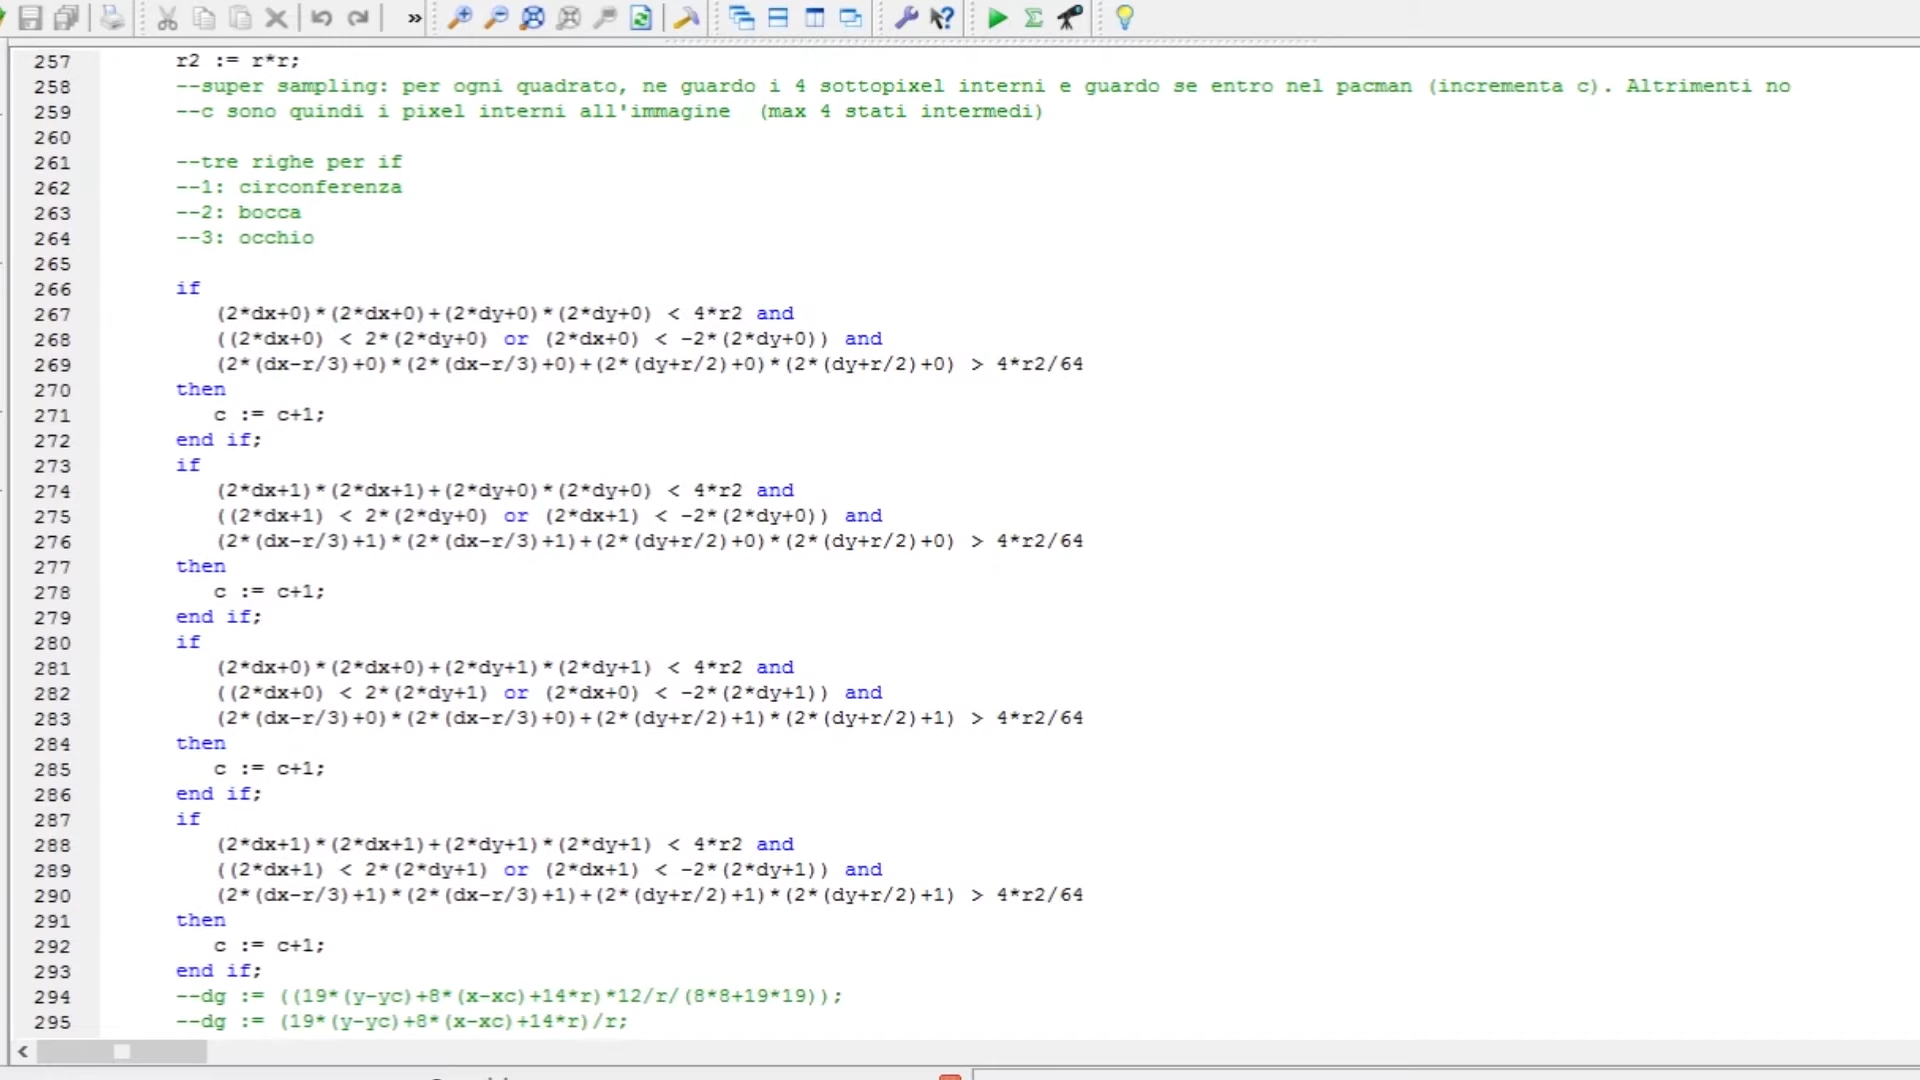 »
257 r2 := r*r;
258 --super sampling: per ogni quadrato, ne guardo i 4 sottopixel interni e guardo se entro nel pacman (incrementa c). Altrimenti no
259 --c sono quindi i pixel interni all'immagine  (max 4 stati intermedi)
260
261 --tre righe per if
262 --1: circonferenza
263 --2: bocca
264 --3: occhio
265
266 if
267 (2*dx+0)*(2*dx+0)+(2*dy+0)*(2*dy+0) < 4*r2 and
268 ((2*dx+0) < 2*(2*dy+0) or (2*dx+0) < -2*(2*dy+0)) and
269 (2*(dx-r/3)+0)*(2*(dx-r/3)+0)+(2*(dy+r/2)+0)*(2*(dy+r/2)+0) > 4*r2/64
270 then
271 c := c+1;
272 end if;
273 if
274 (2*dx+1)*(2*dx+1)+(2*dy+0)*(2*dy+0) < 4*r2 and
275 ((2*dx+1) < 2*(2*dy+0) or (2*dx+1) < -2*(2*dy+0)) and
276 (2*(dx-r/3)+1)*(2*(dx-r/3)+1)+(2*(dy+r/2)+0)*(2*(dy+r/2)+0) > 4*r2/64
277 then
278 c := c+1;
279 end if;
280 if
281 (2*dx+0)*(2*dx+0)+(2*dy+1)*(2*dy+1) < 4*r2 and
282 ((2*dx+0) < 2*(2*dy+1) or (2*dx+0) < -2*(2*dy+1)) and
283 (2*(dx-r/3)+0)*(2*(dx-r/3)+0)+(2*(dy+r/2)+1)*(2*(dy+r/2)+1) > 4*r2/64
284 then
285 c := c+1;
286 end if;
287 if
288 (2*dx+1)*(2*dx+1)+(2*dy+1)*(2*dy+1) < 4*r2 and
289 ((2*dx+1) < 2*(2*dy+1) or (2*dx+1) < -2*(2*dy+1)) and
290 (2*(dx-r/3)+1)*(2*(dx-r/3)+1)+(2*(dy+r/2)+1)*(2*(dy+r/2)+1) > 4*r2/64
291 then
292 c := c+1;
293 end if;
294 --dg := ((19*(y-yc)+8*(x-xc)+14*r)*12/r/(8*8+19*19));
295 --dg := (19*(y-yc)+8*(x-xc)+14*r)/r;